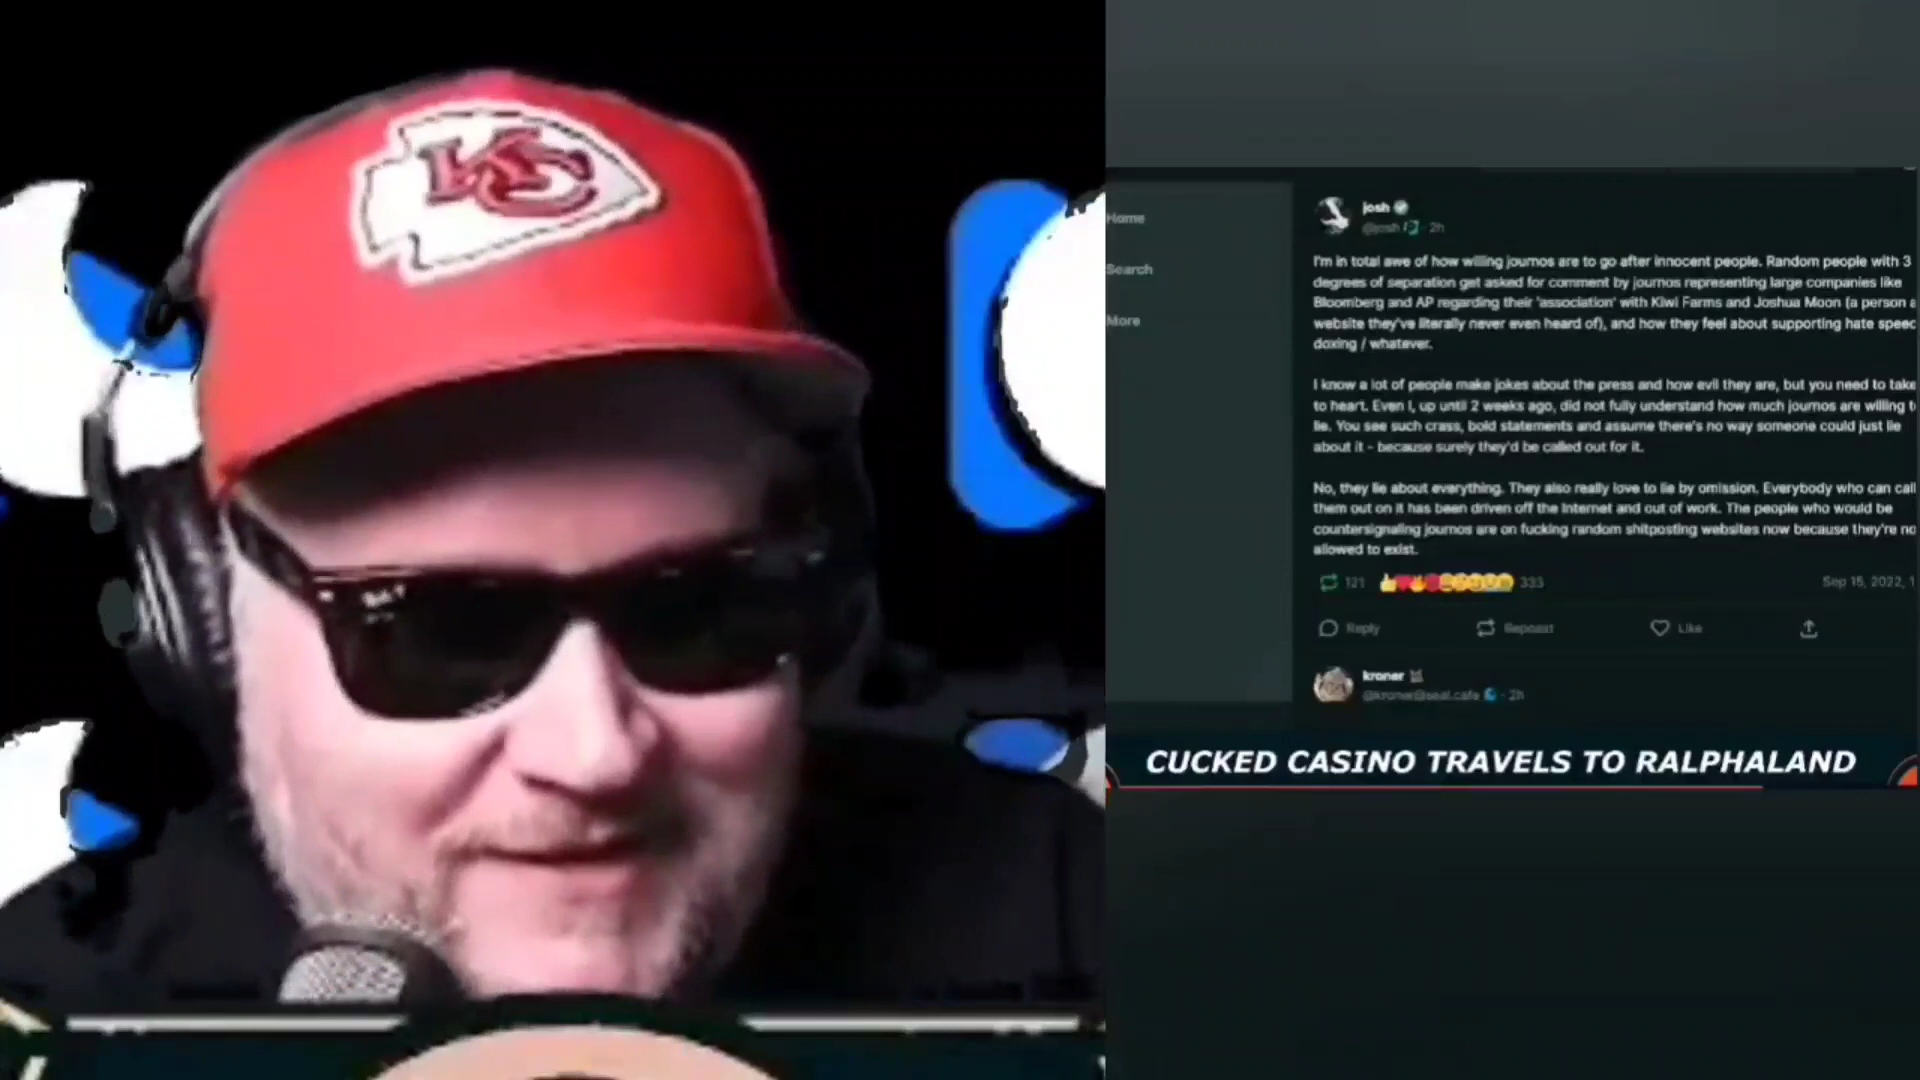 KC
Home
Search
More
josh
@josh · 2h
I'm in total awe of how willing journos are to go after innocent people. Random people with 3
degrees of separation get asked for comment by journos representing large companies like
Bloomberg and AP regarding their 'association' with Kiwi Farms and Joshua Moon (a person a
website they've literally never even heard of), and how they feel about supporting hate speec
doxing / whatever.
I know a lot of people make jokes about the press and how evil they are, but you need to take
to heart. Even I, up until 2 weeks ago, did not fully understand how much journos are willing t
lie. You see such crass, bold statements and assume there's no way someone could just lie
about it - because surely they'd be called out for it.
No, they lie about everything. They also really love to lie by omission. Everybody who can call
them out on it has been driven off the Internet and out of work. The people who would be
countersignaling journos are on fucking random shitposting websites now because they're no
allowed to exist.
121 333 Sep 15, 2022, 1
Reply Repeast Like
kroner
@kroner@seal.cafe · 2h
CUCKED CASINO TRAVELS TO RALPHALAND